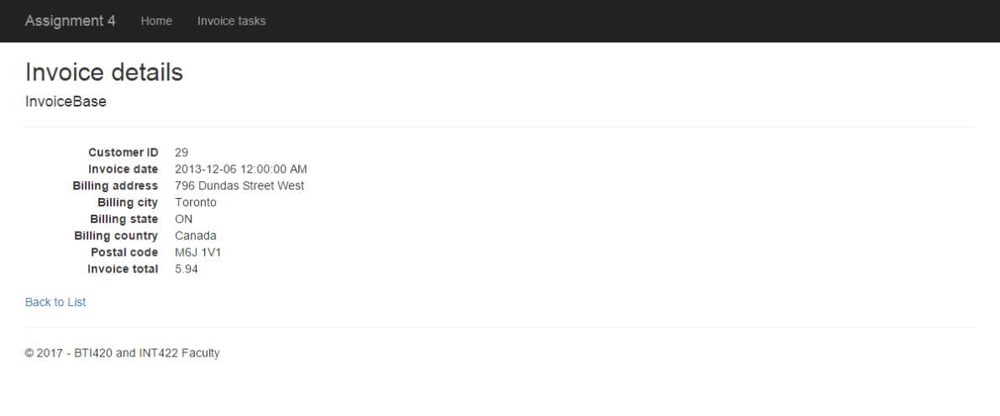 Assignment 4 Home Invoice tasks
Invoice details
InvoiceBase
Customer ID 29
Invoice date 2013-12-06 12:00:00 AM
Billing address 796 Dundas Street West
Billing city Toronto
Billing state ON
Billing country Canada
Postal code M6J 1V1
Invoice total 5.94
Back to List
© 2017 - BTI420 and INT422 Faculty